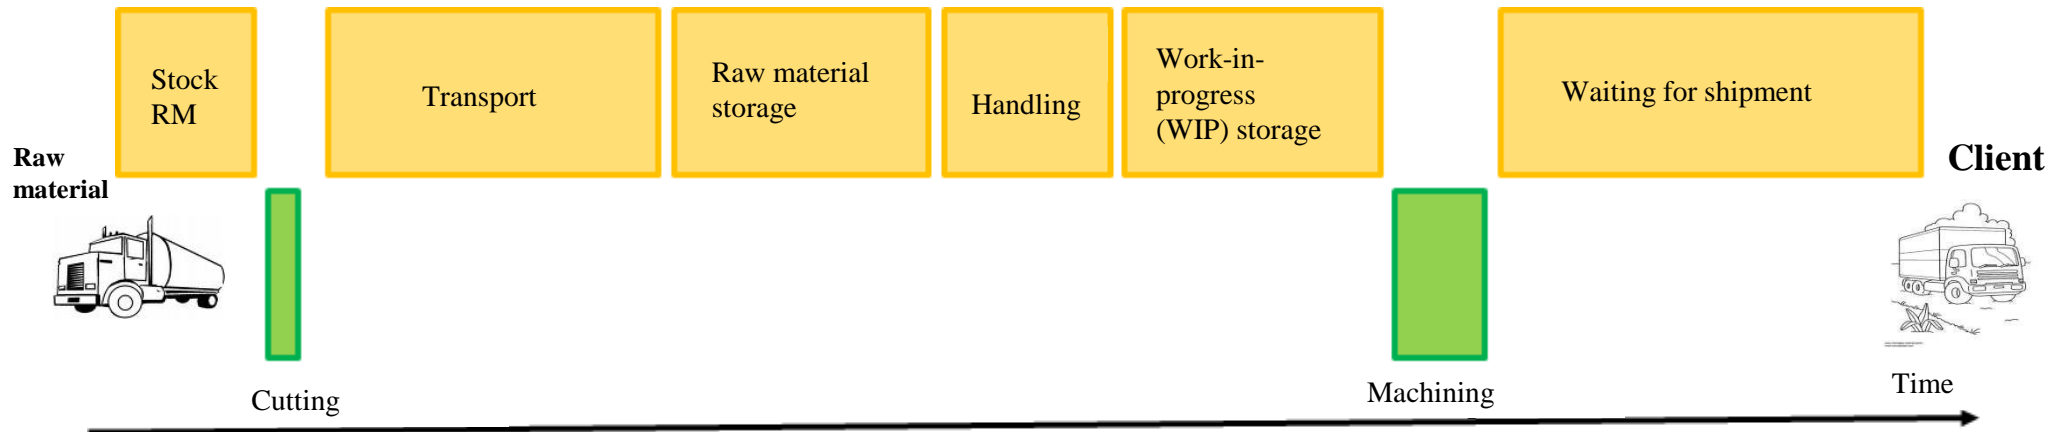 Stock
RM
Transport
Raw material
storage
Handling
Work-in-
progress
(WIP) storage
Waiting for shipment
Raw
material
Client
Cutting
Machining
Time